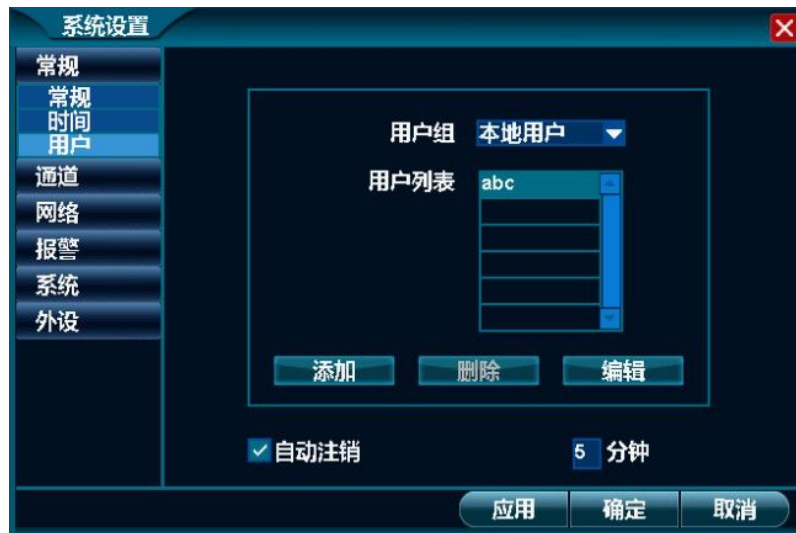 系统设置
常规
常规
时间
用户
通道
网络
报警
系统
外设
用户组 本地用户
用户列表 abc
添加 删除 编辑
自动注销 5 分钟
应用 确定 取消